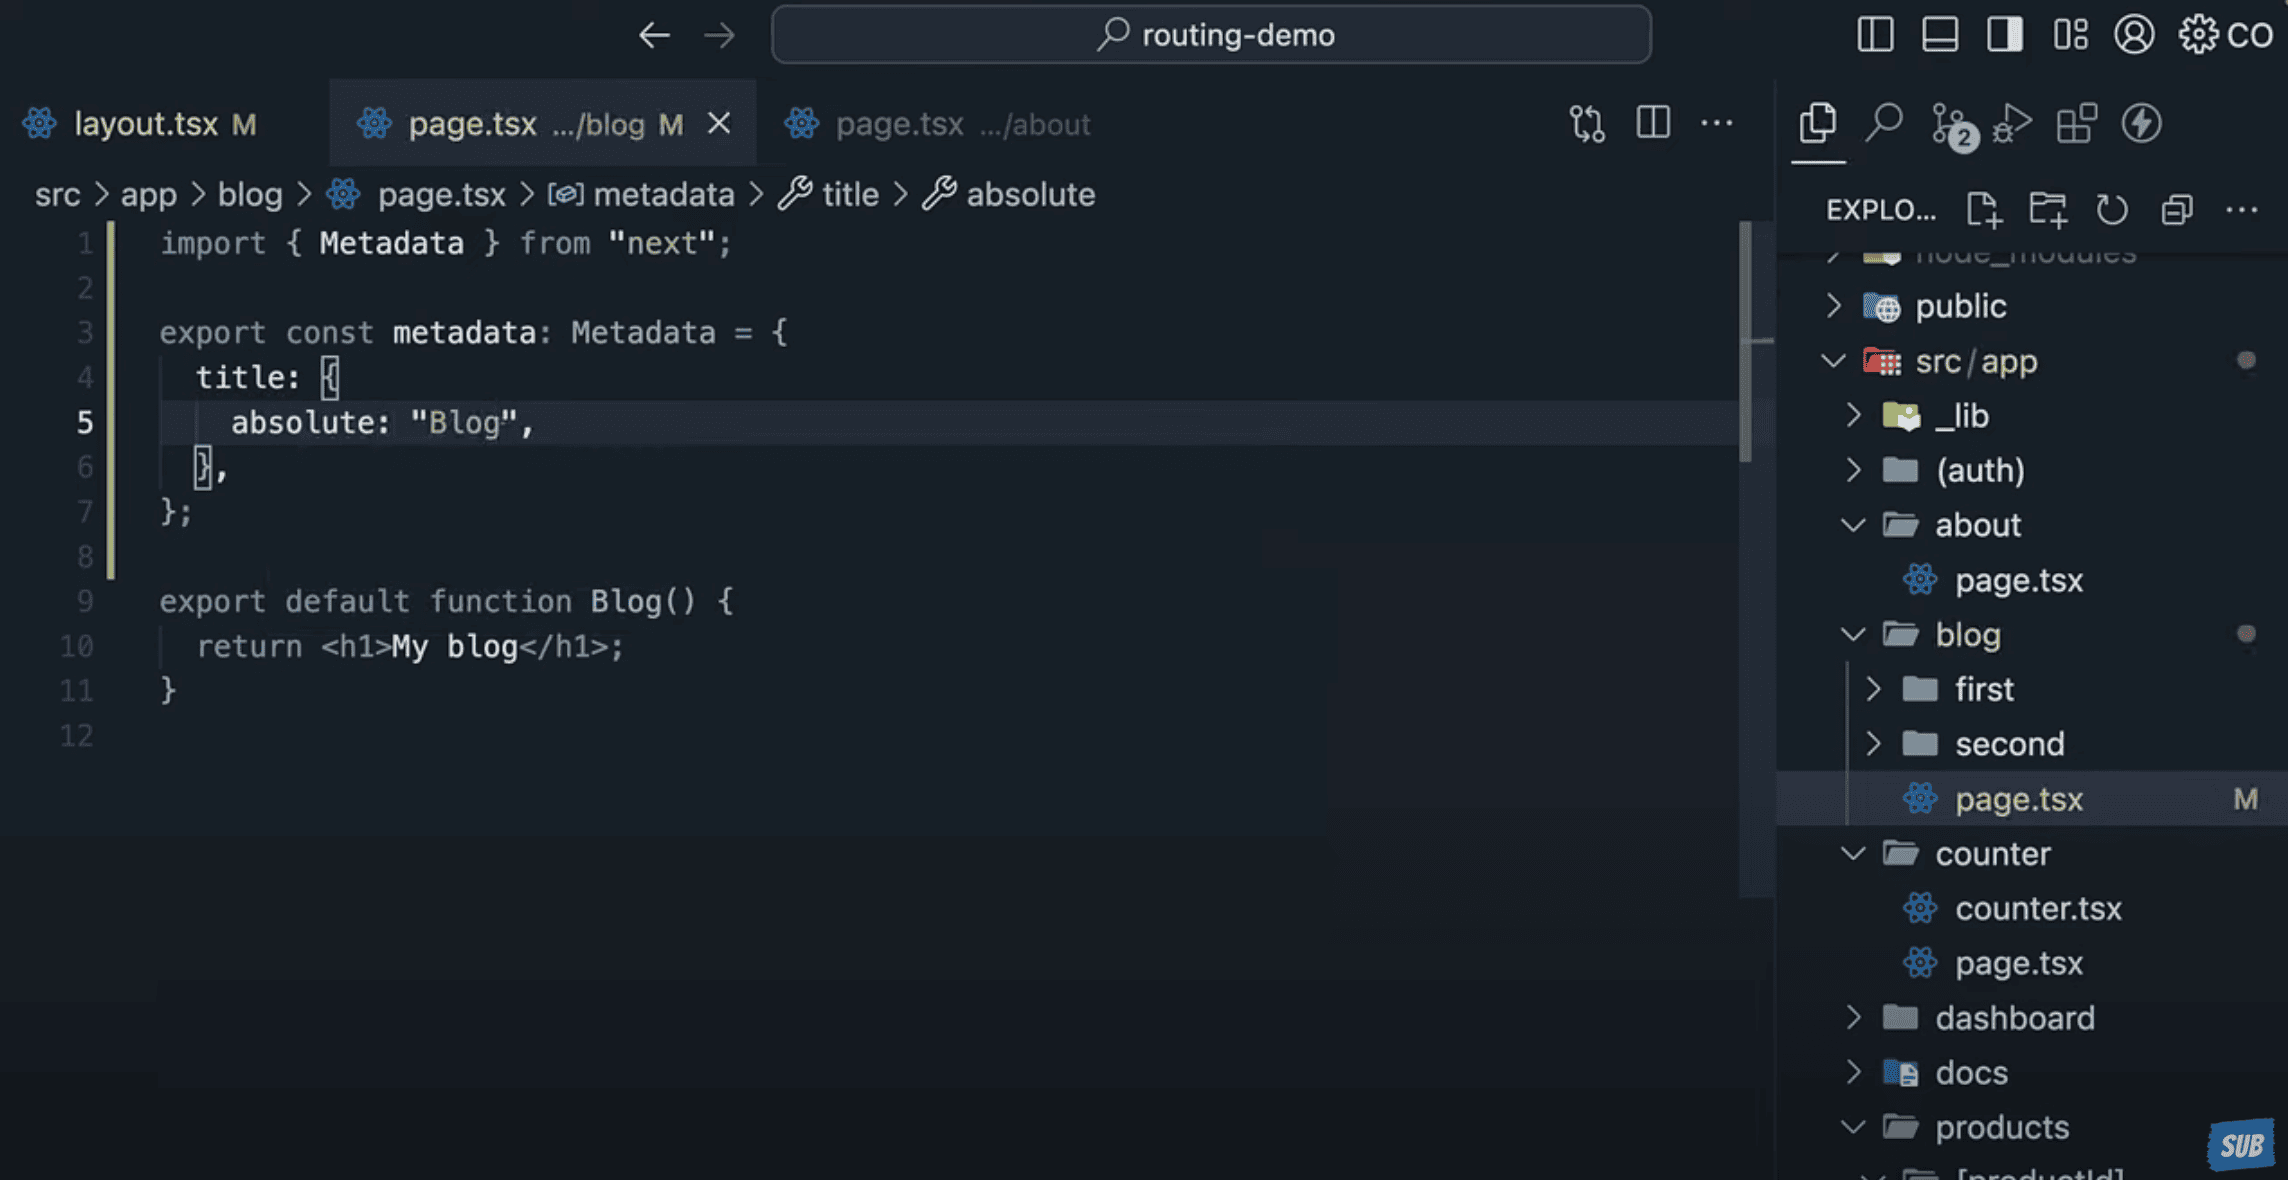 routing-demo
CO
layout.tsx M
page.tsx .../blog M
page.tsx .../about
2
src > app > blog > page.tsx > metadata > title > absolute
EXPLO...
1 import { Metadata } from "next";
2
3 export const metadata: Metadata = {
4 title: {
5 absolute: "Blog",
6 },
7 };
8
9 export default function Blog() {
10 return <h1>My blog</h1>;
11 }
12
node_modules
public
src/app
_lib
(auth)
about
page.tsx
blog
first
second
page.tsx M
counter
counter.tsx
page.tsx
dashboard
docs
products
[productId]
SUB